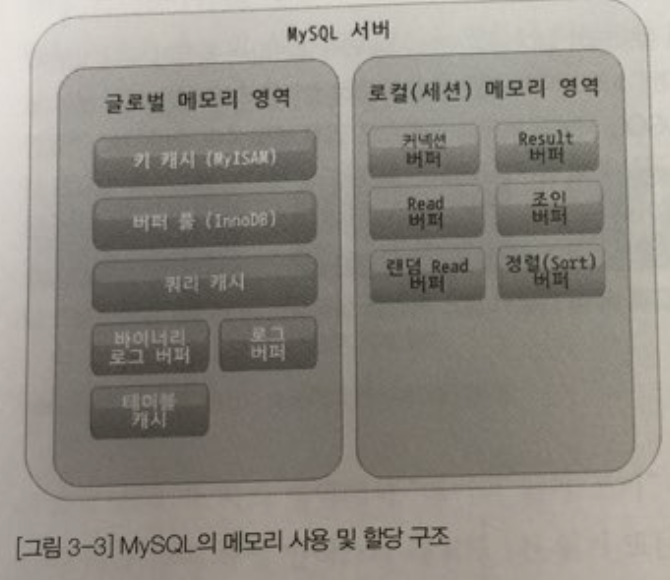 MySQL 서버
글로벌 메모리 영역
키 캐시 (MyISAM)
버퍼 풀 (InnoDB)
쿼리 캐시
바이너리
로그 버퍼
로그
버퍼
테이블
캐시
로컬(세션) 메모리 영역
커넥션
버퍼
Result
버퍼
Read
버퍼
조인
버퍼
랜덤 Read
버퍼
정렬(Sort)
버퍼
[그림 3-3] MySQL의 메모리 사용 및 할당 구조